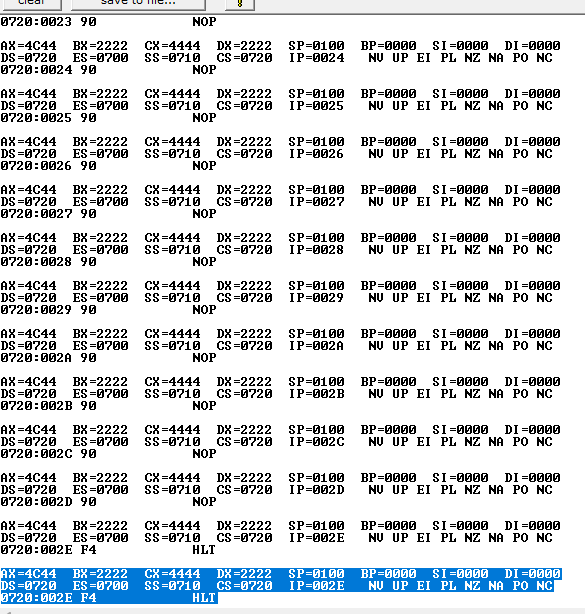 clear save to file... ?
0720:0023 90 NOP
AX=4C44 BX=2222 CX=4444 DX=2222 SP=0100 BP=0000 SI=0000 DI=0000
DS=0720 ES=0700 SS=0710 CS=0720 IP=0024 NV UP EI PL NZ NA PO NC
0720:0024 90 NOP
AX=4C44 BX=2222 CX=4444 DX=2222 SP=0100 BP=0000 SI=0000 DI=0000
DS=0720 ES=0700 SS=0710 CS=0720 IP=0025 NV UP EI PL NZ NA PO NC
0720:0025 90 NOP
AX=4C44 BX=2222 CX=4444 DX=2222 SP=0100 BP=0000 SI=0000 DI=0000
DS=0720 ES=0700 SS=0710 CS=0720 IP=0026 NV UP EI PL NZ NA PO NC
0720:0026 90 NOP
AX=4C44 BX=2222 CX=4444 DX=2222 SP=0100 BP=0000 SI=0000 DI=0000
DS=0720 ES=0700 SS=0710 CS=0720 IP=0027 NV UP EI PL NZ NA PO NC
0720:0027 90 NOP
AX=4C44 BX=2222 CX=4444 DX=2222 SP=0100 BP=0000 SI=0000 DI=0000
DS=0720 ES=0700 SS=0710 CS=0720 IP=0028 NV UP EI PL NZ NA PO NC
0720:0028 90 NOP
AX=4C44 BX=2222 CX=4444 DX=2222 SP=0100 BP=0000 SI=0000 DI=0000
DS=0720 ES=0700 SS=0710 CS=0720 IP=0029 NV UP EI PL NZ NA PO NC
0720:0029 90 NOP
AX=4C44 BX=2222 CX=4444 DX=2222 SP=0100 BP=0000 SI=0000 DI=0000
DS=0720 ES=0700 SS=0710 CS=0720 IP=002A NV UP EI PL NZ NA PO NC
0720:002A 90 NOP
AX=4C44 BX=2222 CX=4444 DX=2222 SP=0100 BP=0000 SI=0000 DI=0000
DS=0720 ES=0700 SS=0710 CS=0720 IP=002B NV UP EI PL NZ NA PO NC
0720:002B 90 NOP
AX=4C44 BX=2222 CX=4444 DX=2222 SP=0100 BP=0000 SI=0000 DI=0000
DS=0720 ES=0700 SS=0710 CS=0720 IP=002C NV UP EI PL NZ NA PO NC
0720:002C 90 NOP
AX=4C44 BX=2222 CX=4444 DX=2222 SP=0100 BP=0000 SI=0000 DI=0000
DS=0720 ES=0700 SS=0710 CS=0720 IP=002D NV UP EI PL NZ NA PO NC
0720:002D 90 NOP
AX=4C44 BX=2222 CX=4444 DX=2222 SP=0100 BP=0000 SI=0000 DI=0000
DS=0720 ES=0700 SS=0710 CS=0720 IP=002E NV UP EI PL NZ NA PO NC
0720:002E F4 HLT
AX=4C44 BX=2222 CX=4444 DX=2222 SP=0100 BP=0000 SI=0000 DI=0000
DS=0720 ES=0700 SS=0710 CS=0720 IP=002E NV UP EI PL NZ NA PO NC
0720:002E F4 HLT